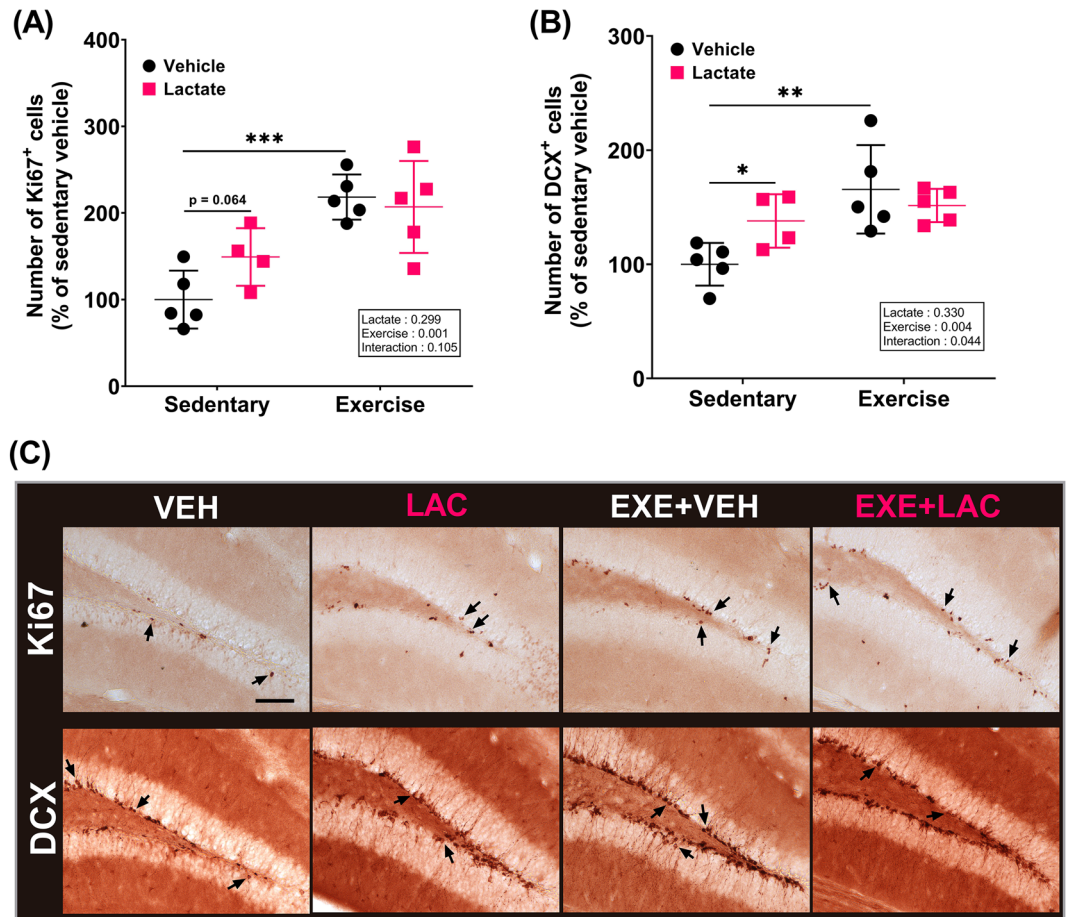 (A)
400
300
200
100
0
Number of Ki67+ cells
(% of sedentary vehicle)
Vehicle
Lactate
***
p = 0.064
Lactate : 0.299
Exercise : 0.001
Interaction : 0.105
Sedentary
Exercise
(B)
300
200
100
0
Number of DCX+ cells
(% of sedentary vehicle)
Vehicle
Lactate
**
*
Lactate : 0.330
Exercise : 0.004
Interaction : 0.044
Sedentary
Exercise
(C)
VEH
LAC
EXE+VEH
EXE+LAC
Ki67
DCX